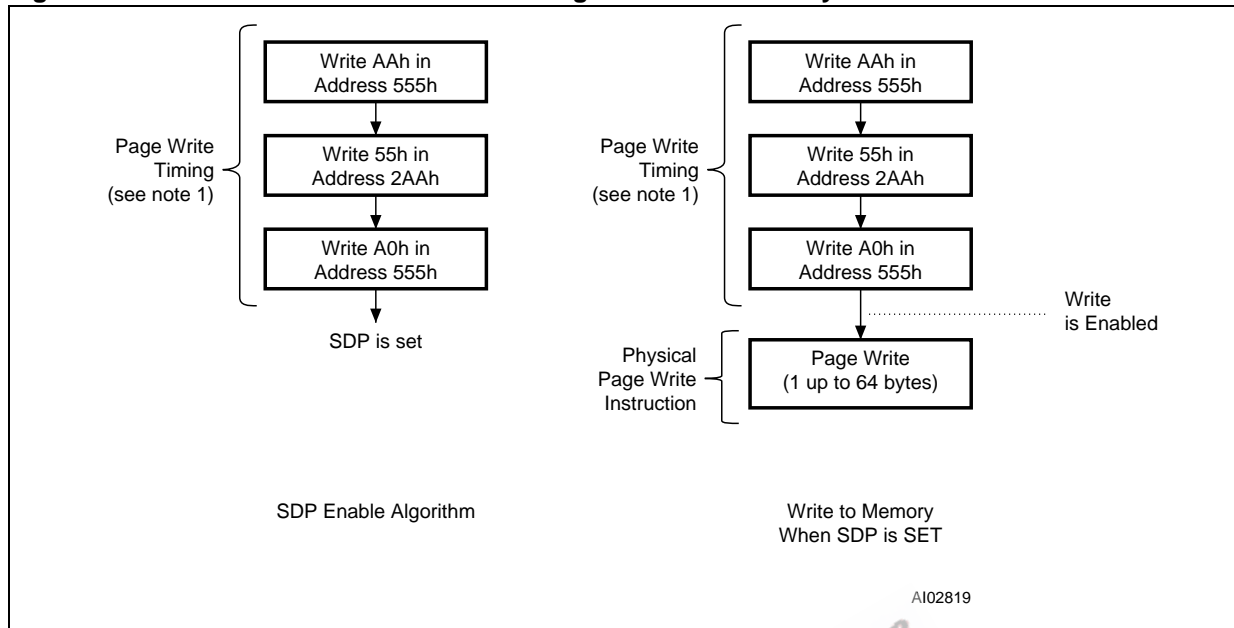 Write AAh in
Address 555h
Page Write
Timing
(see note 1)
Write 55h in
Address 2AAh
Write A0h in
Address 555h
SDP is set
SDP Enable Algorithm
Write AAh in
Address 555h
Page Write
Timing
(see note 1)
Write 55h in
Address 2AAh
Write A0h in
Address 555h
Write
is Enabled
Physical
Page Write
Instruction
Page Write
(1 up to 64 bytes)
Write to Memory
When SDP is SET
AI02819